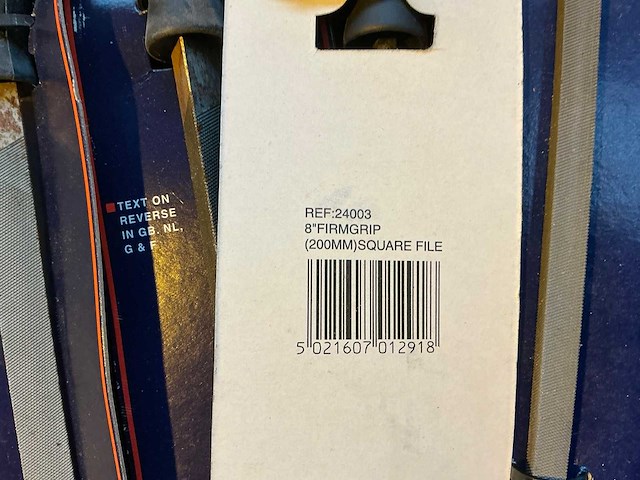 TEXT ON
REVERSE
IN GB. NL,
G & F
REF:24003
8"FIRMGRIP
(200MM)SQUARE FILE
5 021607 012918